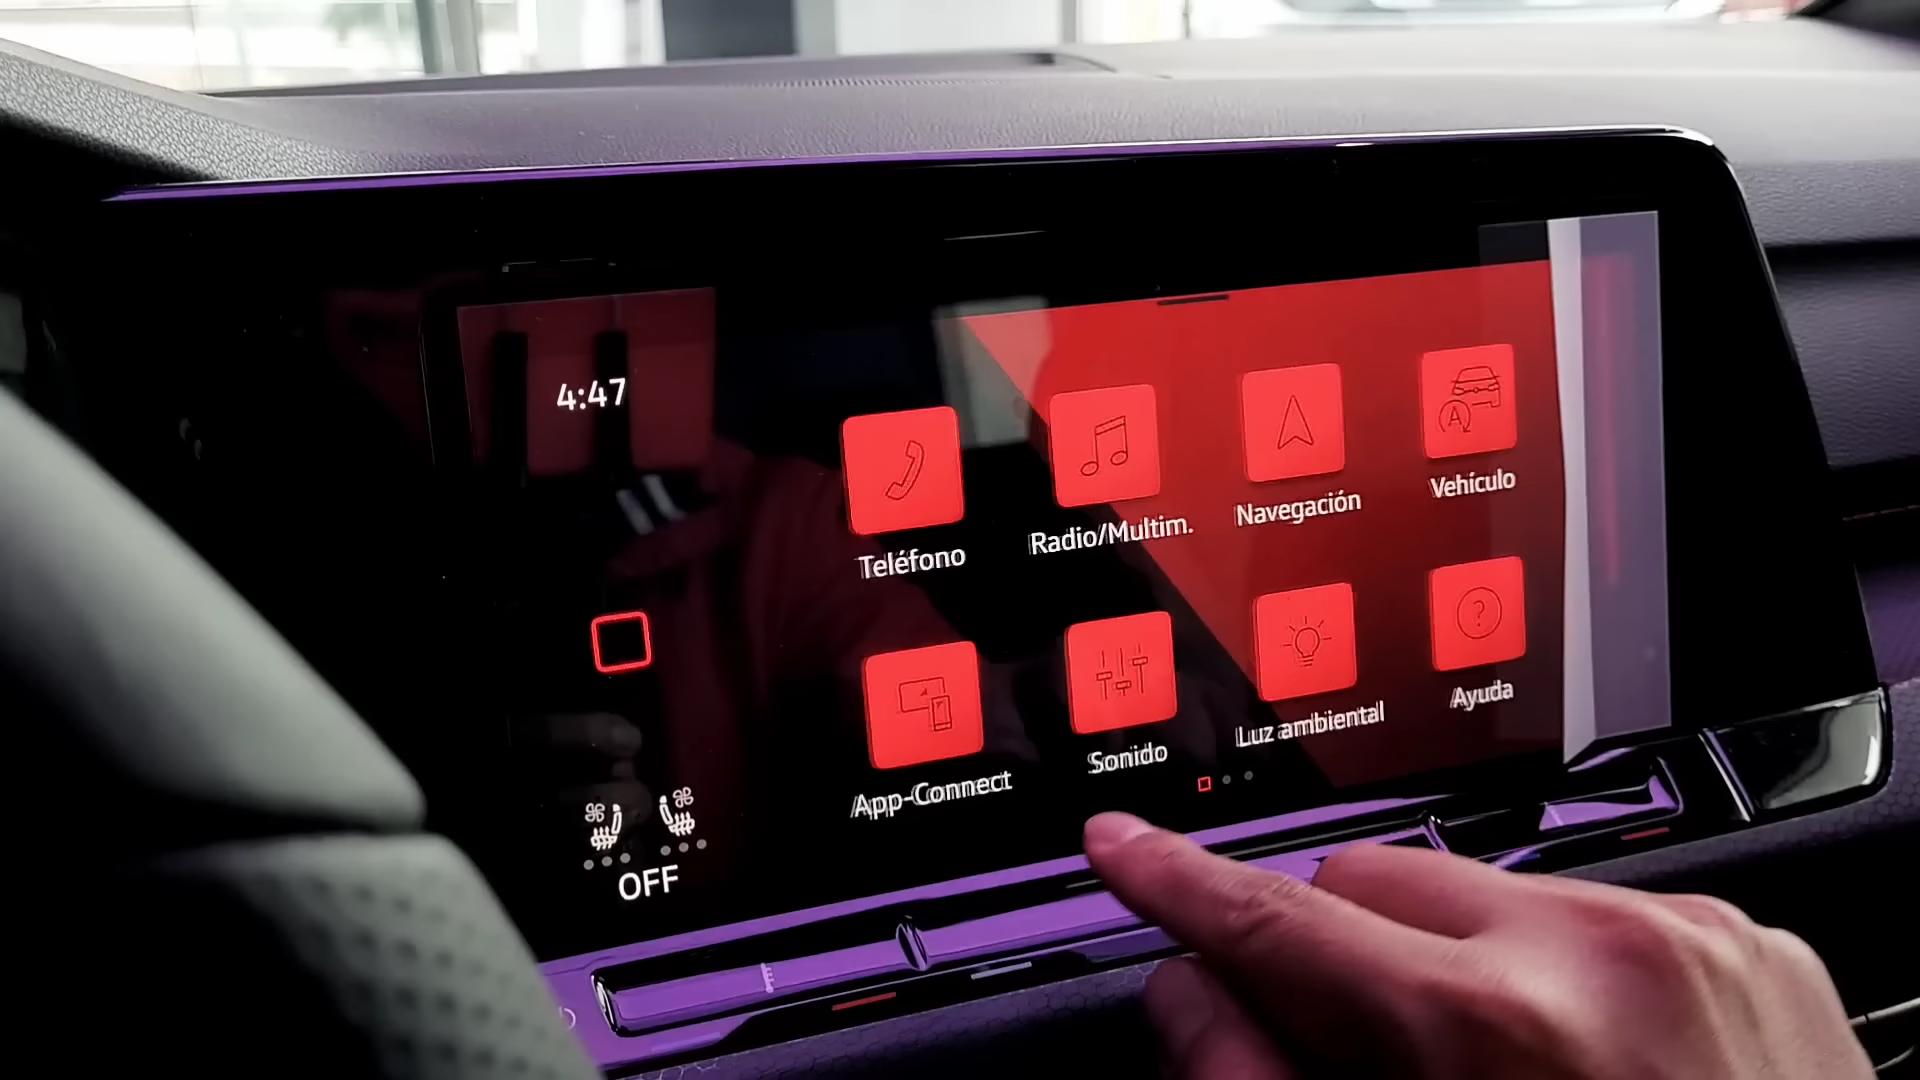 4:47
Teléfono
Radio/Multim.
Navegación
Vehículo
App-Connect
Sonido
Luz ambiental
Ayuda
OFF